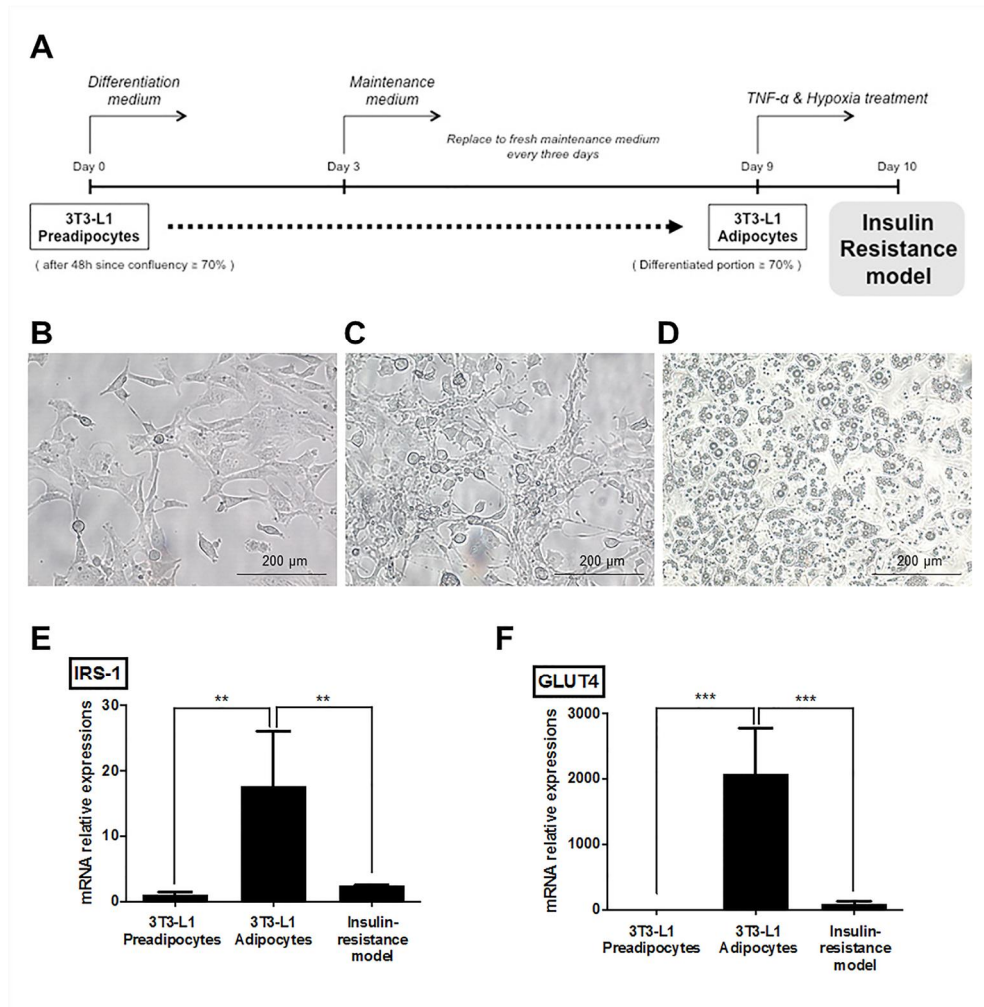 A
Differentiation
medium
Maintenance
medium
TNF-α & Hypoxia treatment
Replace to fresh maintenance medium
every three days
Day 0
Day 3
Day 9
Day 10
3T3-L1
Preadipocytes
3T3-L1
Adipocytes
Insulin
Resistance
model
( after 48h since confluency ≥ 70% )
( Differentiated portion ≥ 70% )
B
C
D
200 μm
200 μm
200 μm
E
IRS-1
mRNA relative expressions
30
20
10
0
**
**
3T3-L1
Preadipocytes
3T3-L1
Adipocytes
Insulin-
resistance
model
F
GLUT4
mRNA relative expressions
3000
2000
1000
0
***
***
3T3-L1
Preadipocytes
3T3-L1
Adipocytes
Insulin-
resistance
model